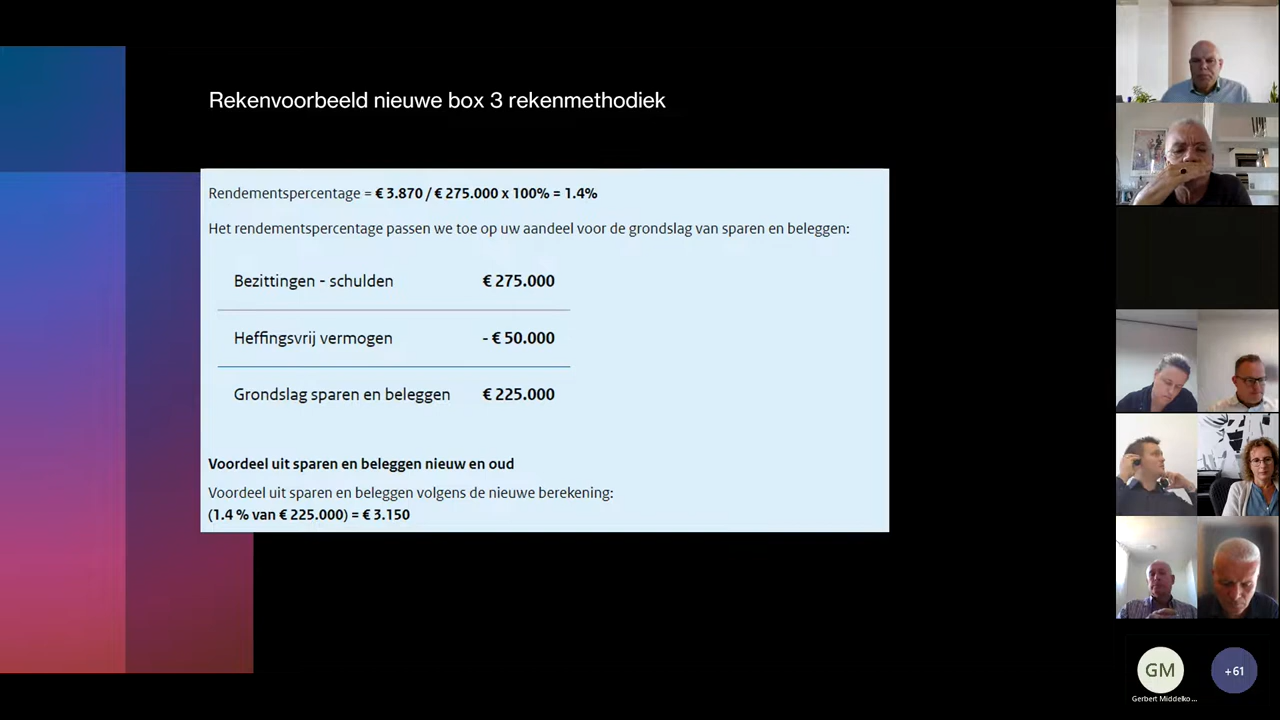 Rekenvoorbeeld nieuwe box 3 rekenmethodiek
Rendementspercentage = € 3.870 / € 275.000 x 100% = 1.4%
Het rendementspercentage passen we toe op uw aandeel voor de grondslag van sparen en beleggen:
Bezittingen - schulden € 275.000
Heffingsvrij vermogen - € 50.000
Grondslag sparen en beleggen € 225.000
Voordeel uit sparen en beleggen nieuw en oud
Voordeel uit sparen en beleggen volgens de nieuwe berekening:
(1.4 % van € 225.000) = € 3.150
GM +61
Gerbert Middelko...